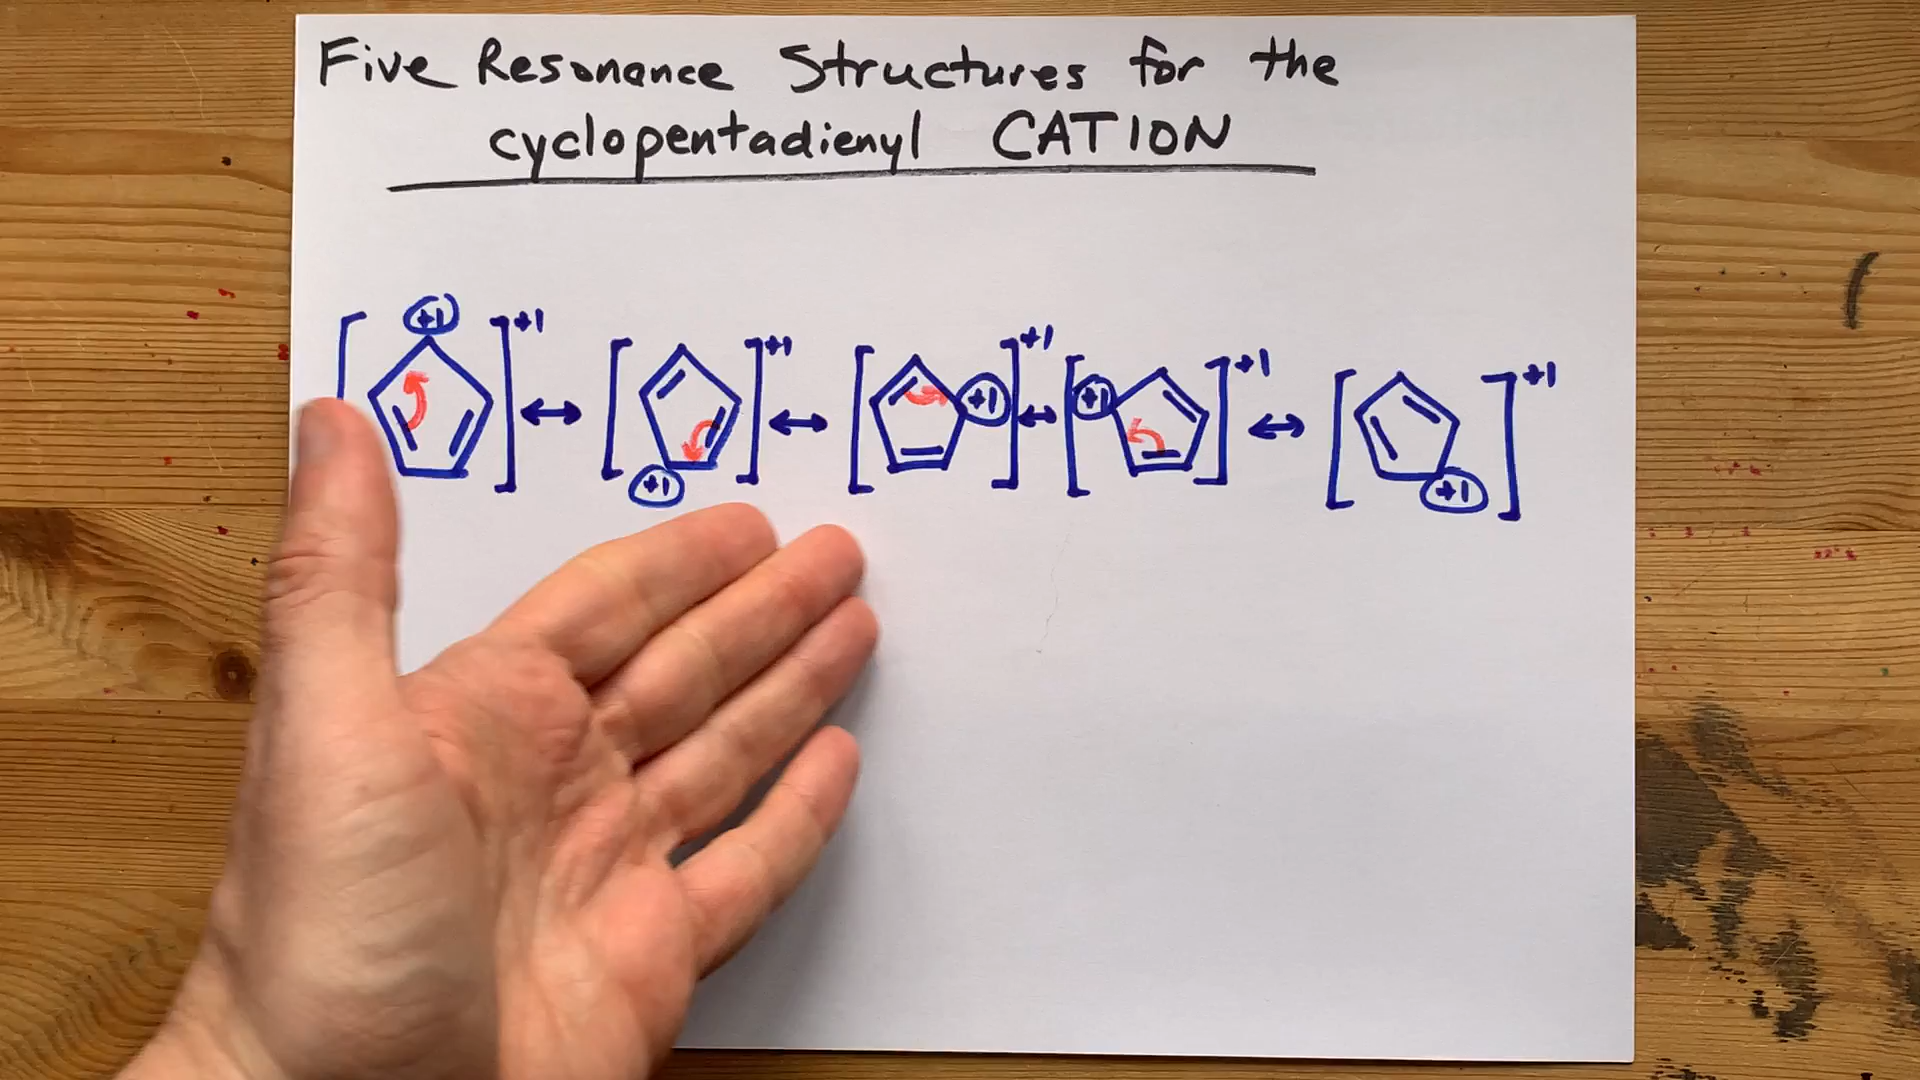 Five Resonance Structures for the
cyclopentadienyl CATION
+1 +1 +1 +1 +1
+1 +1 +1 +1 +1